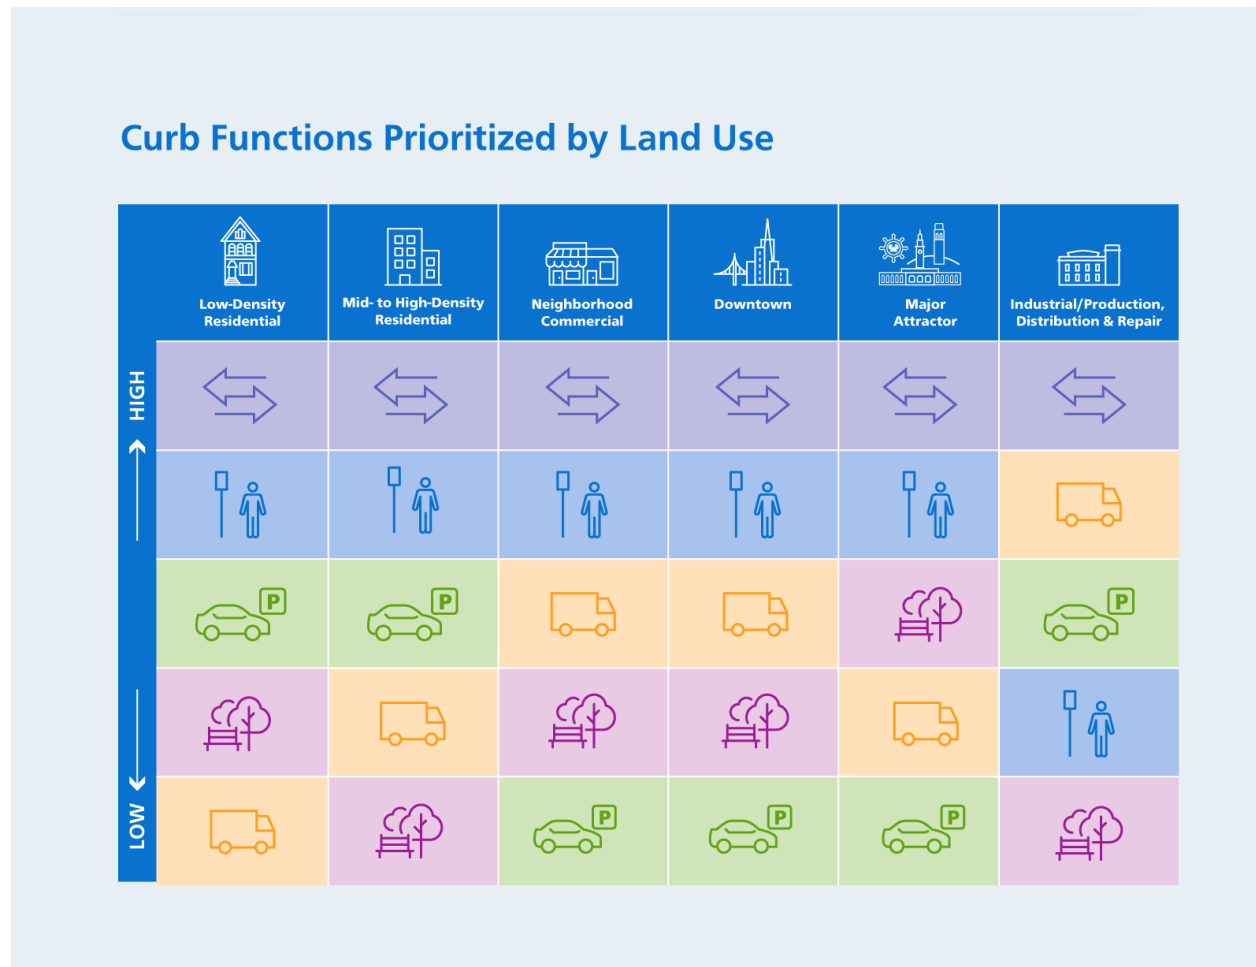 Curb Functions Prioritized by Land Use
Low-Density
Residential
Mid- to High-Density
Residential
Neighborhood
Commercial
Downtown
Major
Attractor
Industrial/Production,
Distribution & Repair
HIGH
P
P
P
LOW
P
P
P